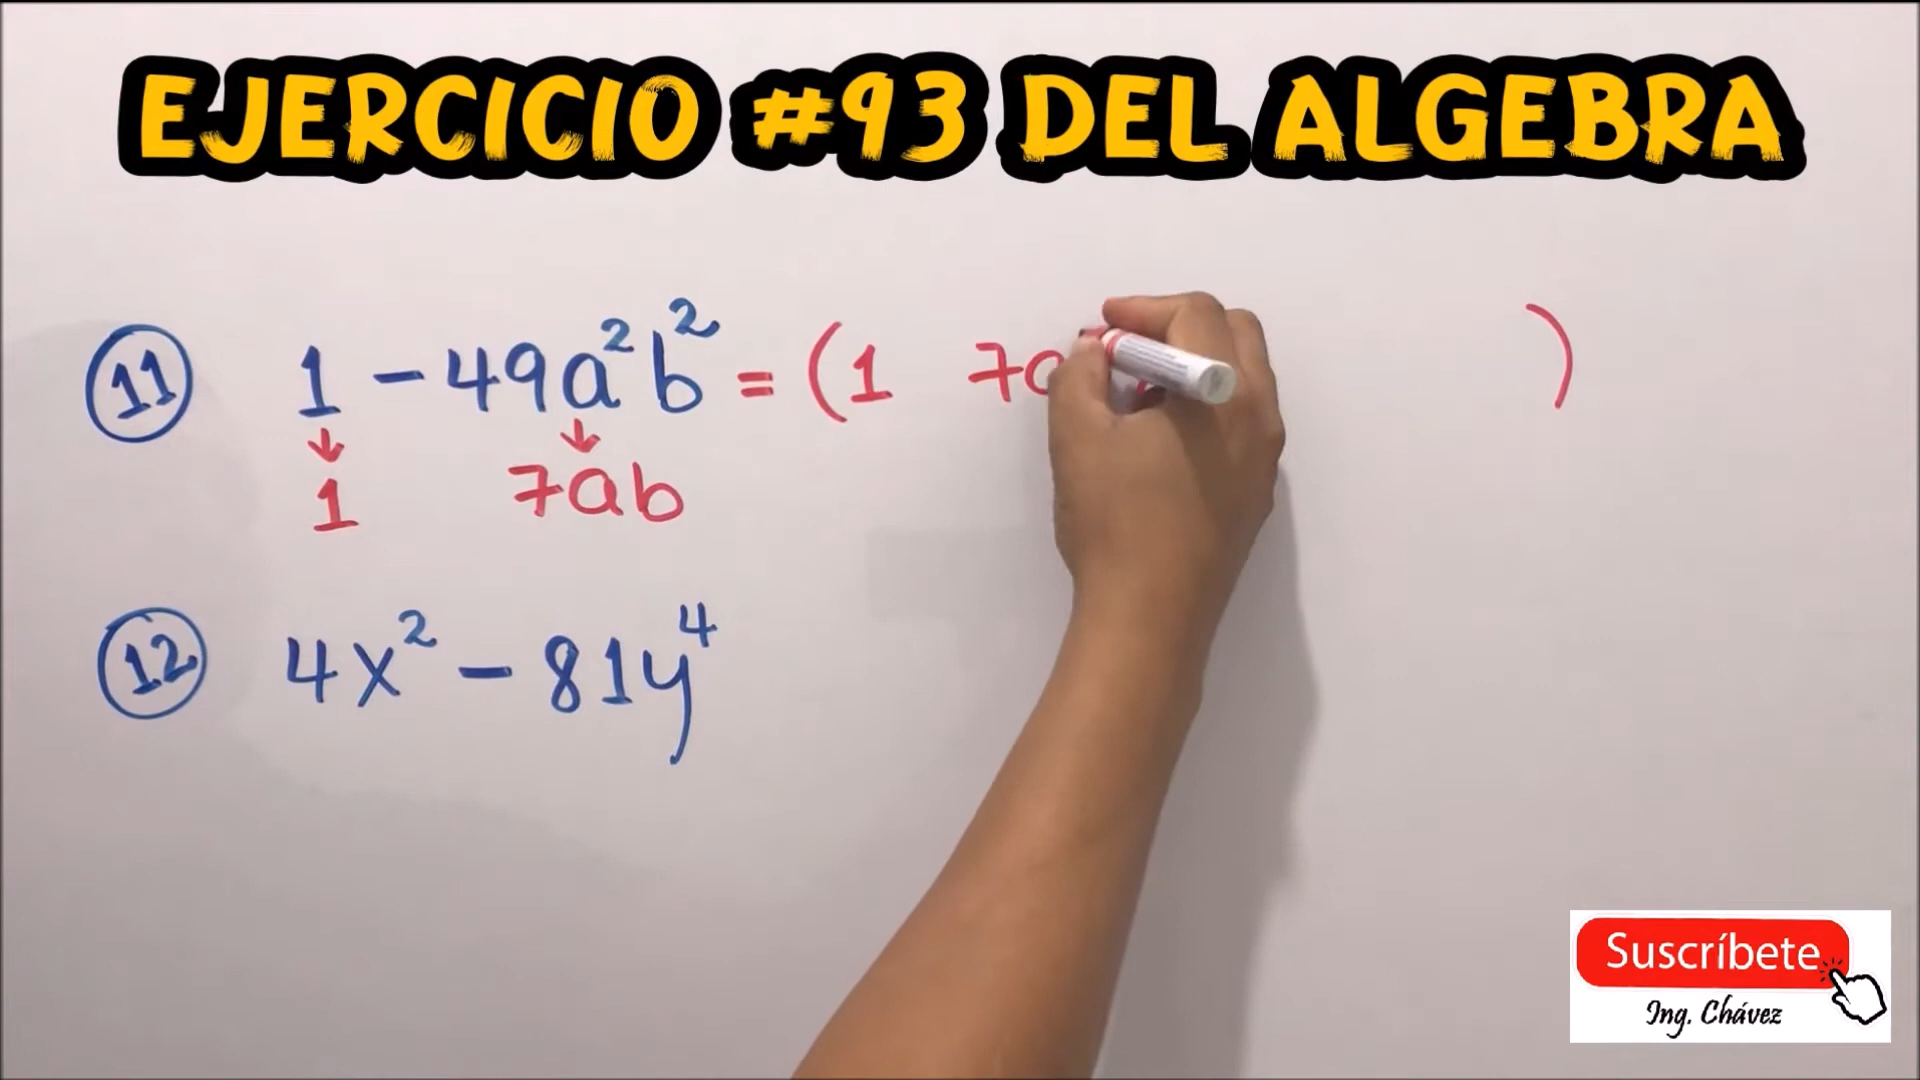 EJERCICIO #93 DEL ALGEBRA
11 1 - 49a²b² = (1 7a )
1 7ab
12 4x² - 81y⁴
Suscríbete
Ing. Chávez